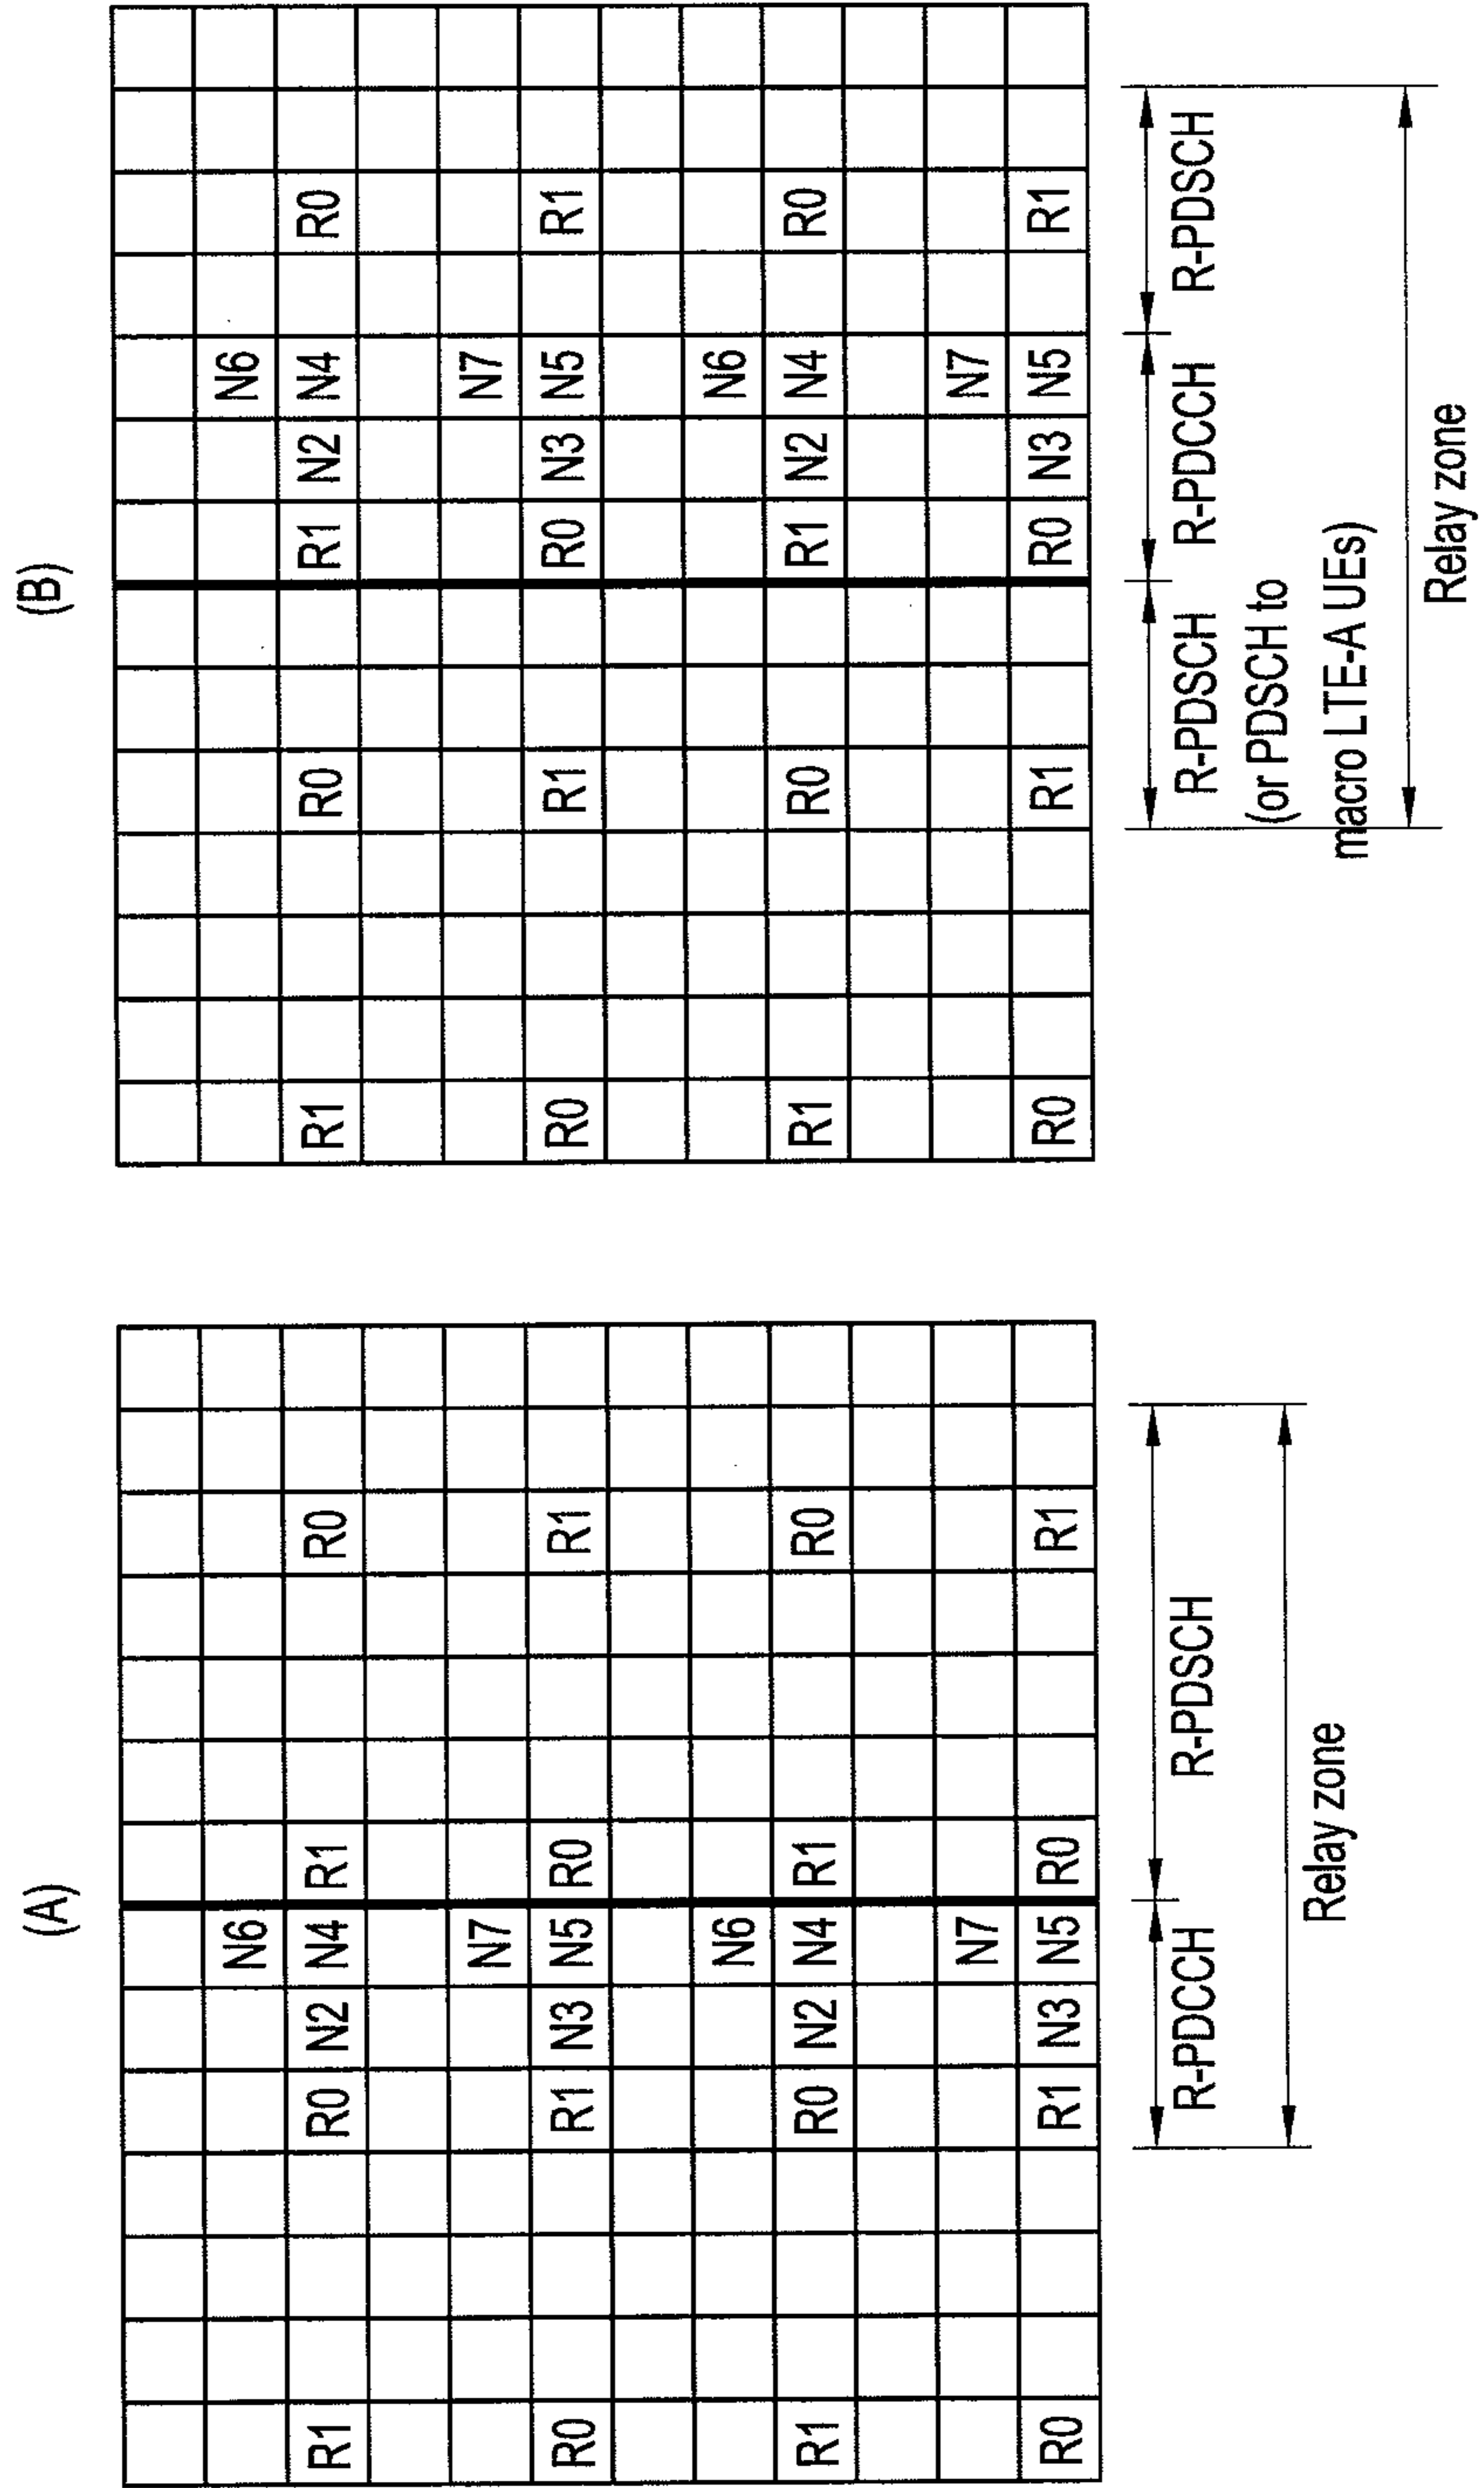 (A)
N6 N6
R1 R0 N2 N4 R1 R0
N7
R0 R1 N3 N5 R0 R1
N6
R1 R0 N2 N4 R1 R0
N7
R0 R1 N3 N5 R0 R1
R-PDCCH R-PDSCH
Relay zone
(B)
N6
R1 R0 R1 N2 N4 R0
N7
R0 R1 R0 N3 N5 R1
N6
R1 R0 R1 N2 N4 R0
N7
R0 R1 R0 N3 N5 R1
R-PDSCH R-PDCCH R-PDSCH
(or PDSCH to
macro LTE-A UEs)
Relay zone